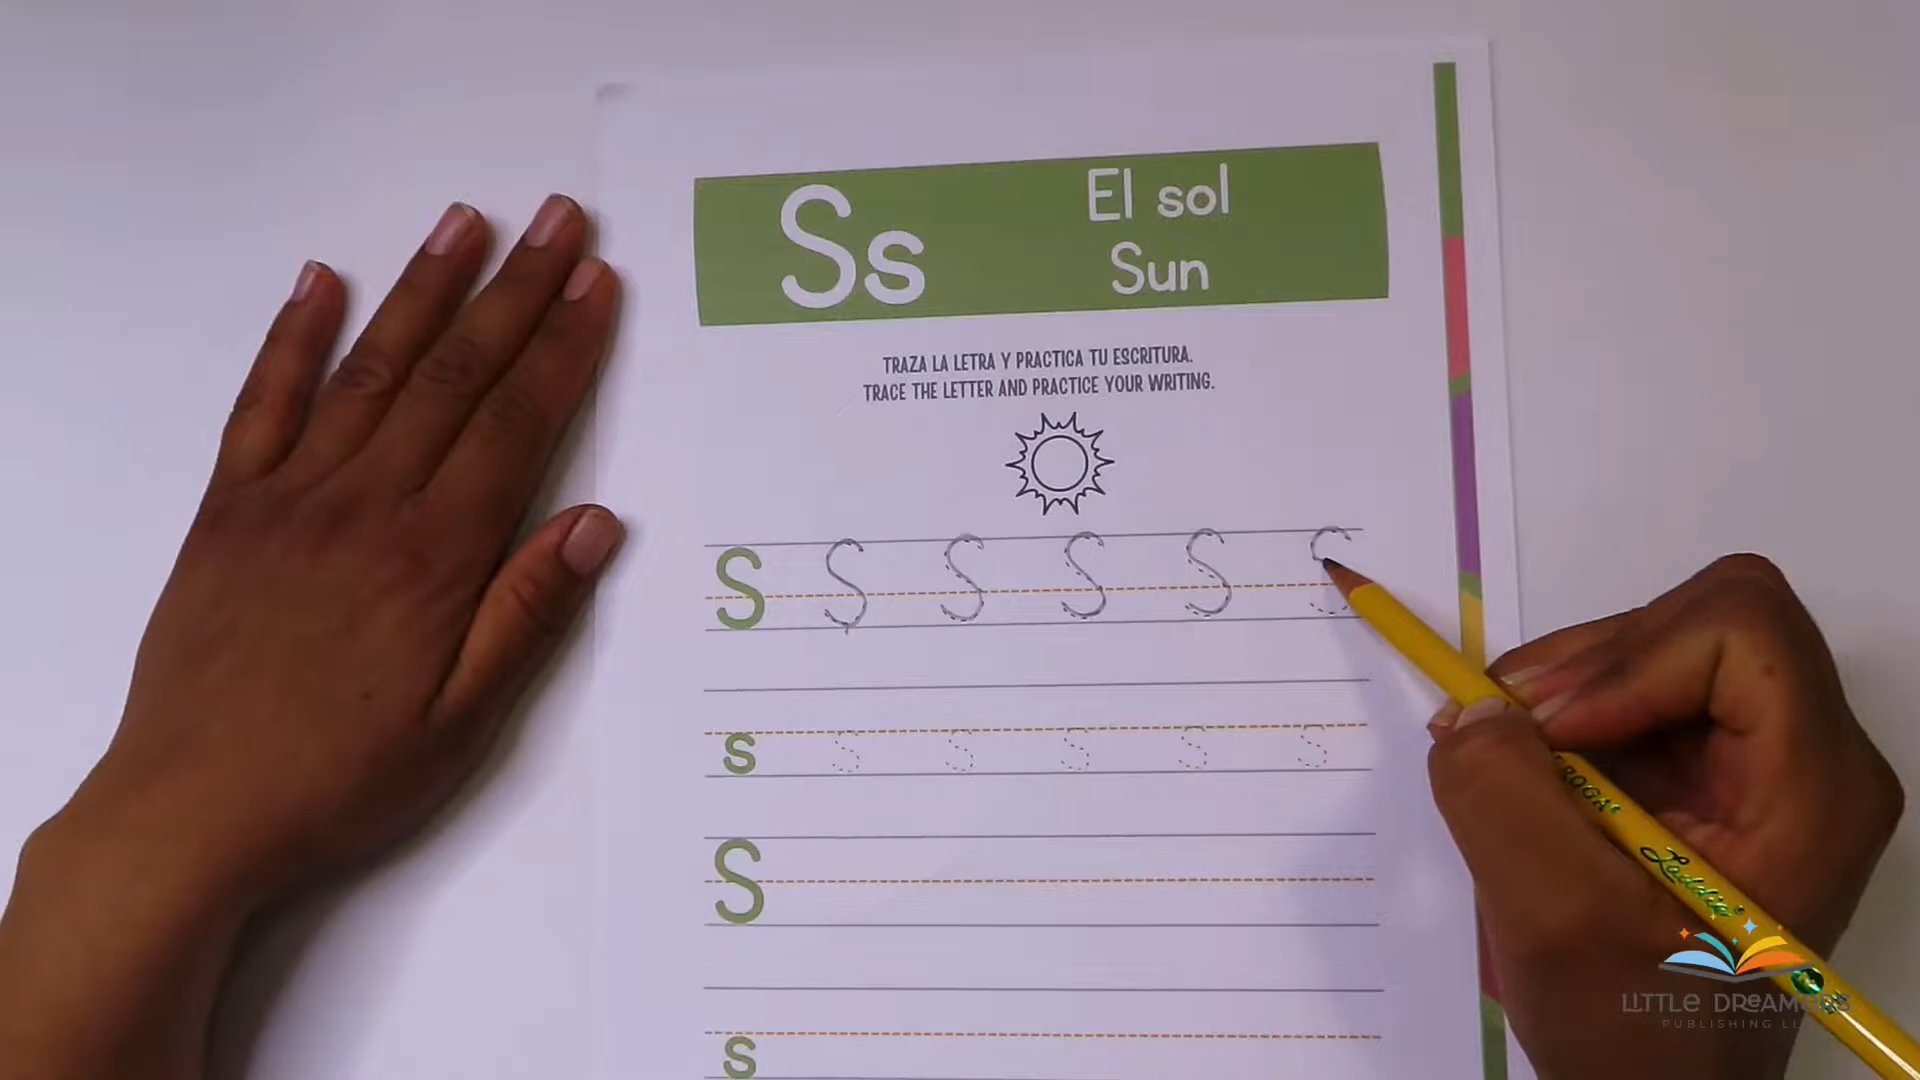 Ss
El sol
Sun
TRAZA LA LETRA Y PRACTICA TU ESCRITURA.
TRACE THE LETTER AND PRACTICE YOUR WRITING.
S S S S S S
s s s s s s
S
s
Laddie
LITTLE DREAMERS
PUBLISHING